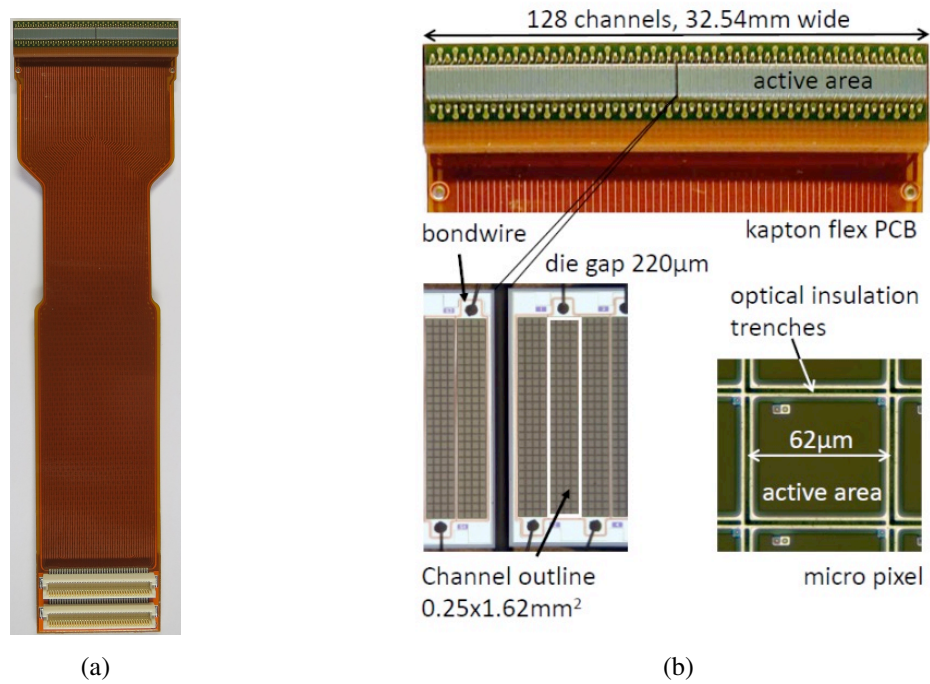 128 channels, 32.54mm wide
active area
bondwire
kapton flex PCB
die gap 220µm
optical insulation
trenches
62µm
active area
Channel outline
0.25x1.62mm²
micro pixel
(a)
(b)